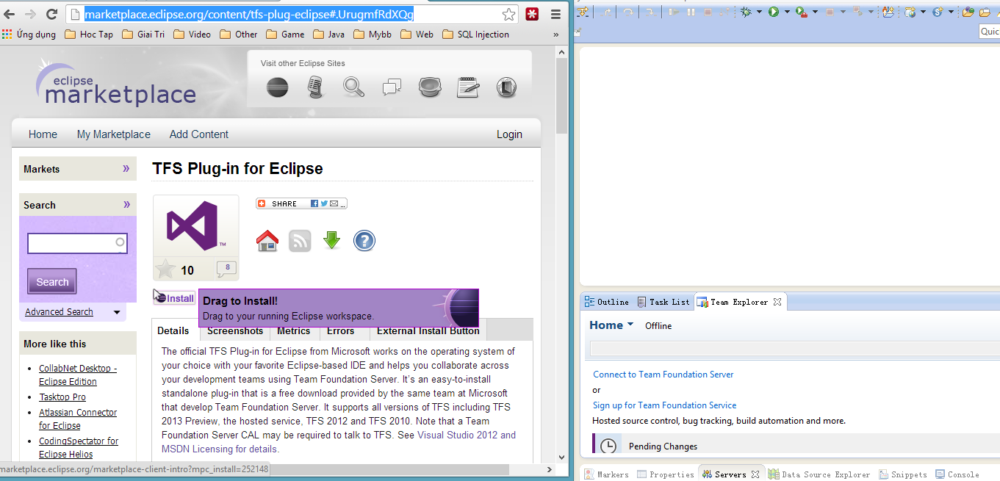 marketplace.eclipse.org/content/tfs-plug-eclipse#.UrugmfRdXQg
Ứng dụng Hoc Tap Giai Tri Video Other Game Java Mybb Web SQL Injection »
Visit other Eclipse Sites
eclipse
marketplace
Home My Marketplace Add Content Login
Markets »
TFS Plug-in for Eclipse
Search »
SHARE ...
TM
10
8
Search
Install
Drag to Install!
Drag to your running Eclipse workspace.
Advanced Search
Details Screenshots Metrics Errors External Install Button
More like this
CollabNet Desktop -
Eclipse Edition
Tasktop Pro
Atlassian Connector
for Eclipse
CodingSpectator for
Eclipse Helios
The official TFS Plug-in for Eclipse from Microsoft works on the operating system of
your choice with your favorite Eclipse-based IDE and helps you collaborate across
your development teams using Team Foundation Server. It's an easy-to-install
standalone plug-in that is a free download provided by the same team at Microsoft
that develop Team Foundation Server. It supports all versions of TFS including TFS
2013 Preview, the hosted service, TFS 2012 and TFS 2010. Note that a Team
Foundation Server CAL may be required to talk to TFS. See Visual Studio 2012 and
MSDN Licensing for details.
marketplace.eclipse.org/marketplace-client-intro?mpc_install=252148
Quic
Outline Task List Team Explorer
Home Offline
Connect to Team Foundation Server
or
Sign up for Team Foundation Service
Hosted source control, bug tracking, build automation and more.
Pending Changes
Markers Properties Servers Data Source Explorer Snippets Console